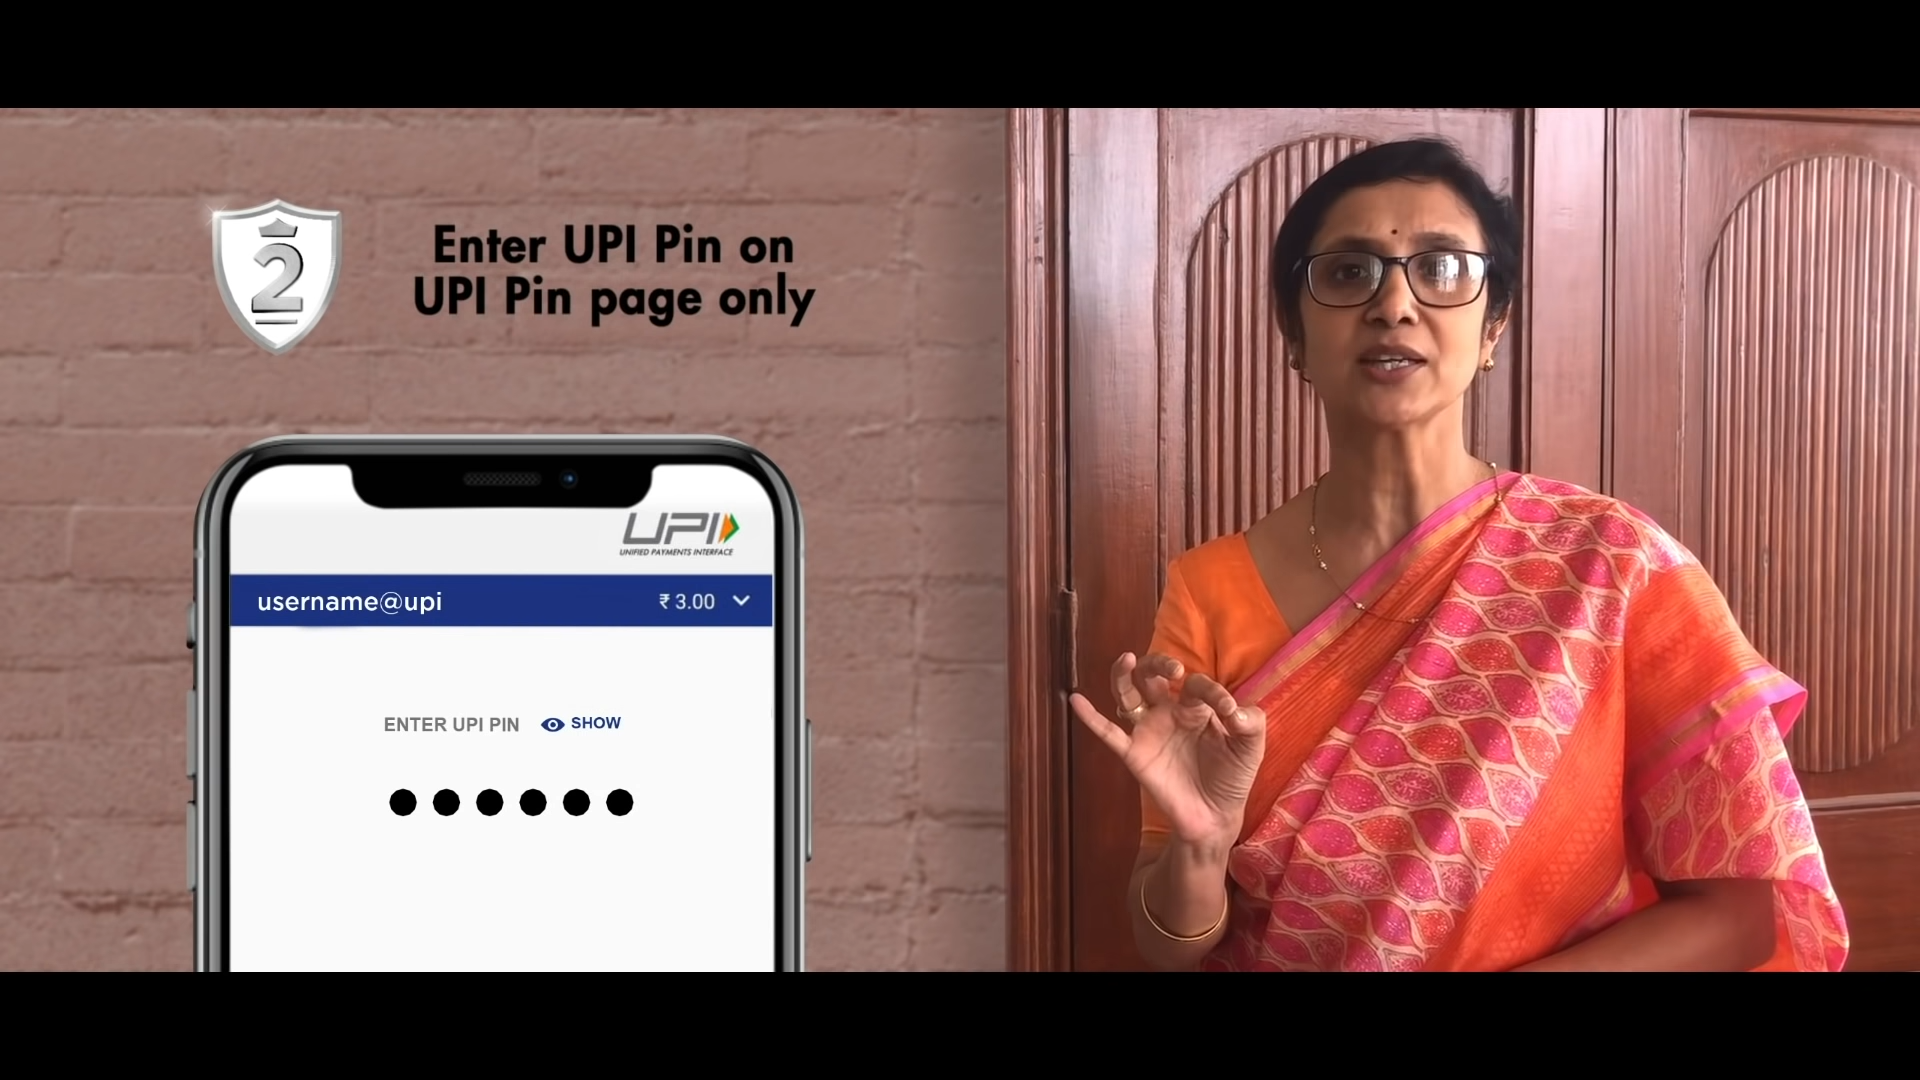 2
Enter UPI Pin on
UPI Pin page only
UPI
UNIFIED PAYMENTS INTERFACE
username@upi
₹ 3.00
ENTER UPI PIN
SHOW